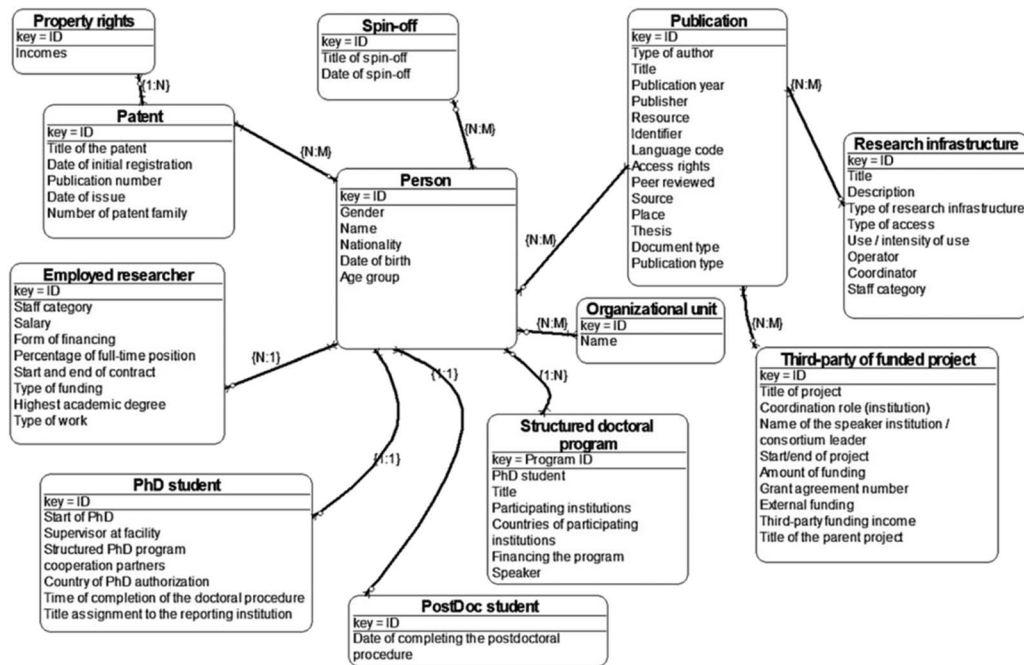 Property rights
key = ID
Incomes
{1:N}
Patent
key = ID
Title of the patent
Date of initial registration
Publication number
Date of issue
Number of patent family
{N:M}
Spin-off
key = ID
Title of spin-off
Date of spin-off
{N:M}
Person
key = ID
Gender
Name
Nationality
Date of birth
Age group
{N:M}
Publication
key = ID
Type of author
Title
Publication year
Publisher
Resource
Identifier
Language code
Access rights
Peer reviewed
Source
Place
Thesis
Document type
Publication type
{N:M}
Research infrastructure
key = ID
Title
Description
Type of research infrastructure
Type of access
Use / intensity of use
Operator
Coordinator
Staff category
Employed researcher
key = ID
Staff category
Salary
Form of financing
Percentage of full-time position
Start and end of contract
Type of funding
Highest academic degree
Type of work
{N:1}
{N:M}
Organizational unit
key = ID
Name
{N:M}
Third-party of funded project
key = ID
Title of project
Coordination role (institution)
Name of the speaker institution /
consortium leader
Start/end of project
Amount of funding
Grant agreement number
External funding
Third-party funding income
Title of the parent project
{1:1}
{1:N}
Structured doctoral
program
key = Program ID
PhD student
Title
Participating institutions
Countries of participating
institutions
Financing the program
Speaker
{1:1}
PhD student
key = ID
Start of PhD
Supervisor at facility
Structured PhD program
cooperation partners
Country of PhD authorization
Time of completion of the doctoral procedure
Title assignment to the reporting institution
PostDoc student
key = ID
Date of completing the postdoctoral
procedure